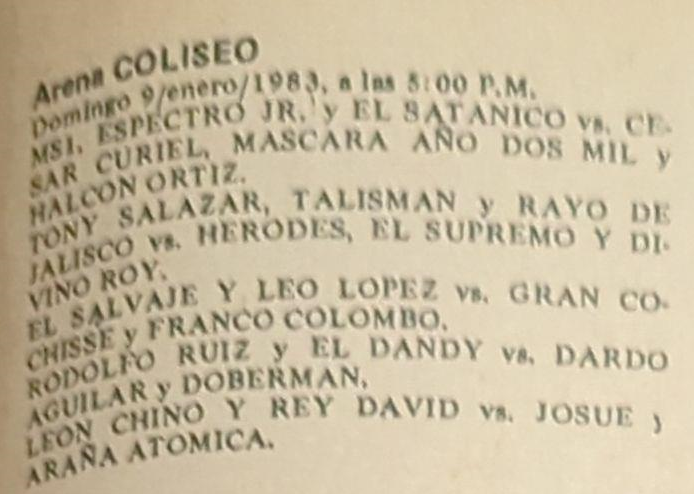 Arena COLISEO
Domingo 9/enero/1983, a las 5:00 P.M.
MS1, ESPECTRO JR. y EL SATANICO vs. CE-
SAR CURIEL, MASCARA AÑO DOS MIL y
HALCON ORTIZ.
TONY SALAZAR, TALISMAN y RAYO DE
JALISCO vs. HERODES, EL SUPREMO Y DI-
VINO ROY.
EL SALVAJE Y LEO LOPEZ vs. GRAN CO-
CHISSE y FRANCO COLOMBO.
RODOLFO RUIZ y EL DANDY vs. DARDO
AGUILAR y DOBERMAN.
LEON CHINO Y REY DAVID vs. JOSUE y
ARAÑA ATOMICA.